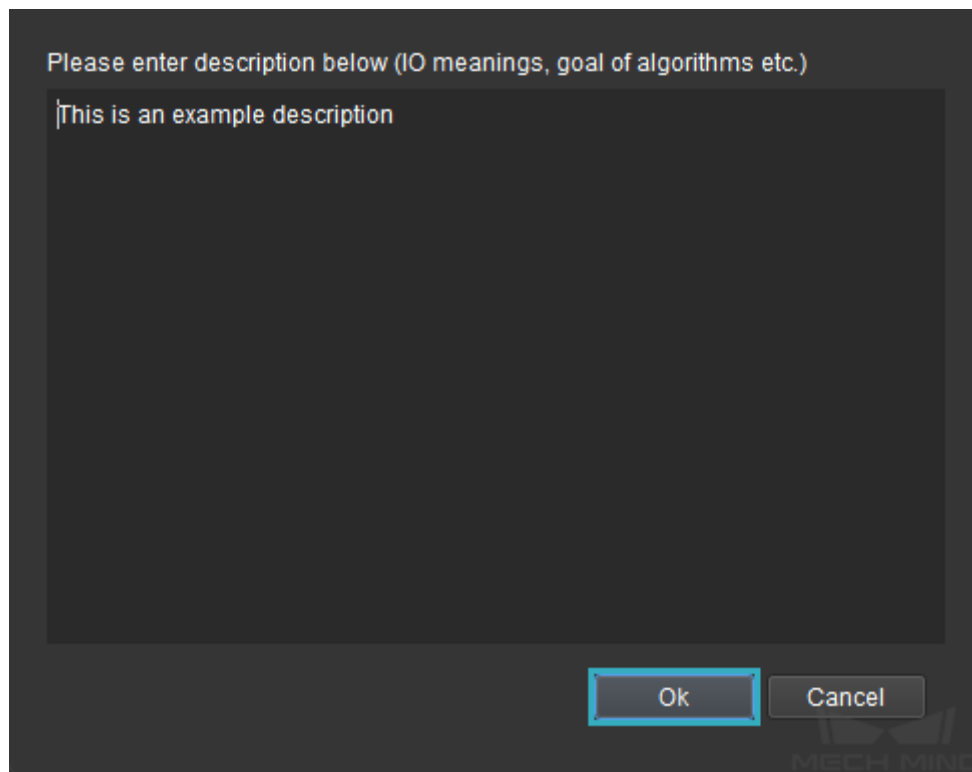 Please enter description below (IO meanings, goal of algorithms etc.)
This is an example description
Ok
Cancel
MECH MIND